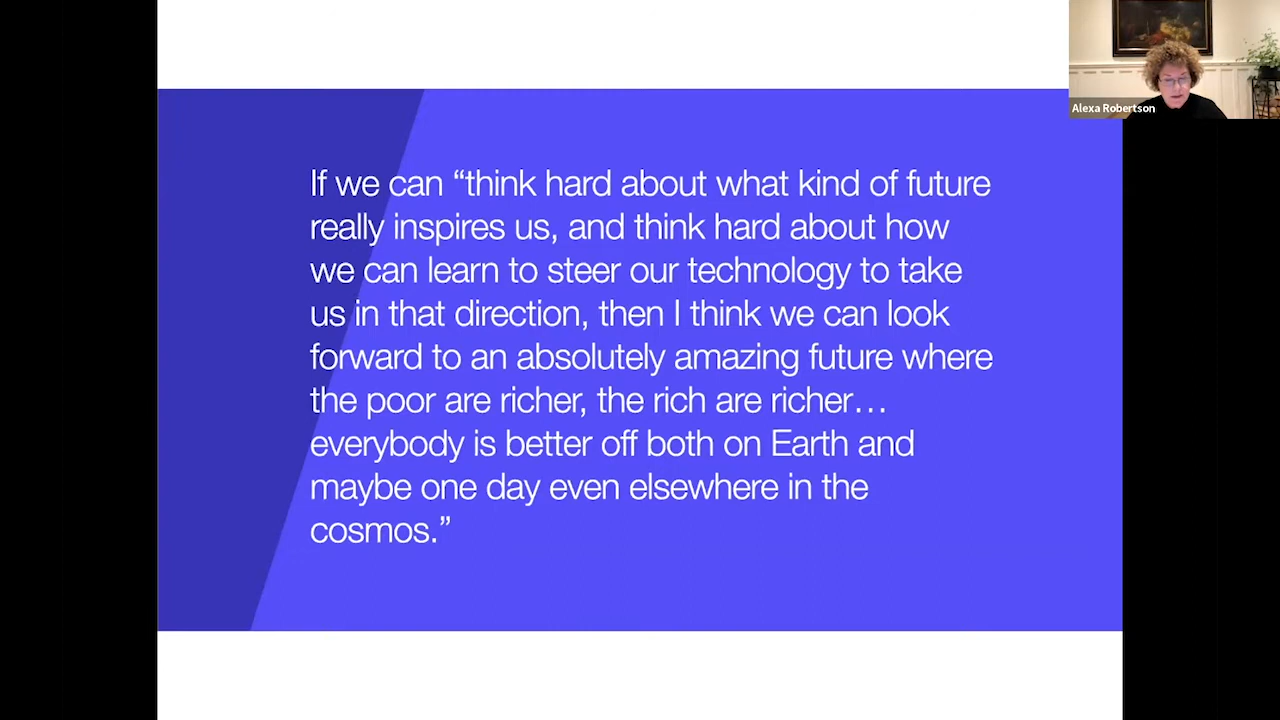 If we can “think hard about what kind of future
really inspires us, and think hard about how
we can learn to steer our technology to take
us in that direction, then I think we can look
forward to an absolutely amazing future where
the poor are richer, the rich are richer…
everybody is better off both on Earth and
maybe one day even elsewhere in the
cosmos.”
Alexa Robertson